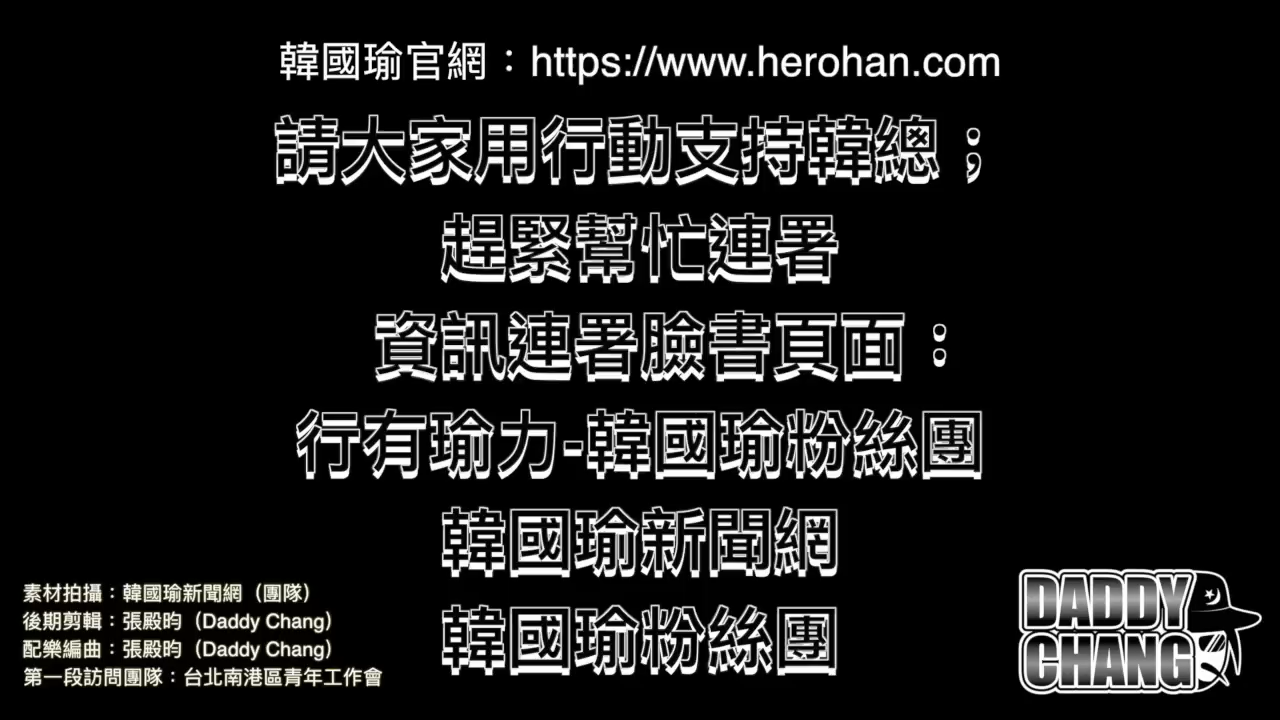 韓國瑜官網：https://www.herohan.com
請大家用行動支持韓總；
趕緊幫忙連署
資訊連署臉書頁面：
行有瑜力-韓國瑜粉絲團
韓國瑜新聞網
韓國瑜粉絲團
素材拍攝：韓國瑜新聞網（團隊）
後期剪輯：張殿昀（Daddy Chang）
配樂編曲：張殿昀（Daddy Chang）
第一段訪問團隊：台北南港區青年工作會
DADDY
CHANG